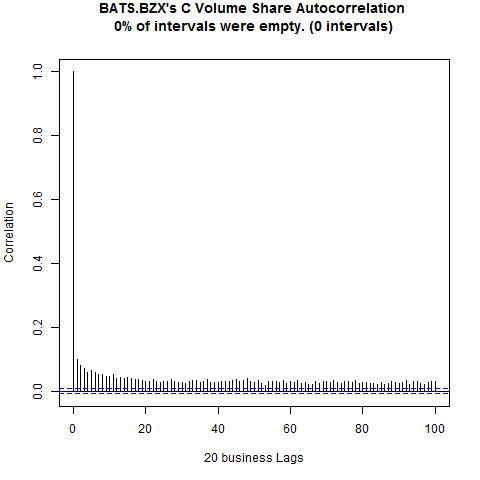 BATS.BZX's C Volume Share Autocorrelation
0% of intervals were empty. (0 intervals)
1.0
0.8
0.6
0.4
0.2
0.0
Correlation
0 20 40 60 80 100
20 business Lags